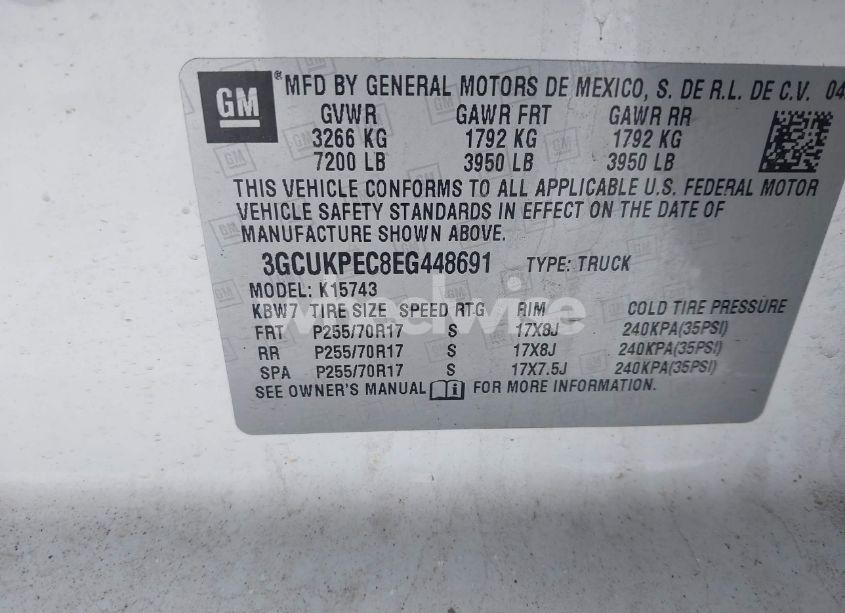 GM ® MFD BY GENERAL MOTORS DE MEXICO, S. DE R.L. DE C.V. 04
GVWR GAWR FRT GAWR RR
3266 KG 1792 KG 1792 KG
7200 LB 3950 LB 3950 LB
THIS VEHICLE CONFORMS TO ALL APPLICABLE U.S. FEDERAL MOTOR
VEHICLE SAFETY STANDARDS IN EFFECT ON THE DATE OF
MANUFACTURE SHOWN ABOVE.
3GCUKPEC8EG448691 TYPE: TRUCK
MODEL: K15743
KBW7 TIRE SIZE SPEED RTG RIM COLD TIRE PRESSURE
FRT P255/70R17 S 17X8J 240KPA(35PSI)
RR P255/70R17 S 17X8J 240KPA(35PSI)
SPA P255/70R17 S 17X7.5J 240KPA(35PSI)
SEE OWNER'S MANUAL FOR MORE INFORMATION.